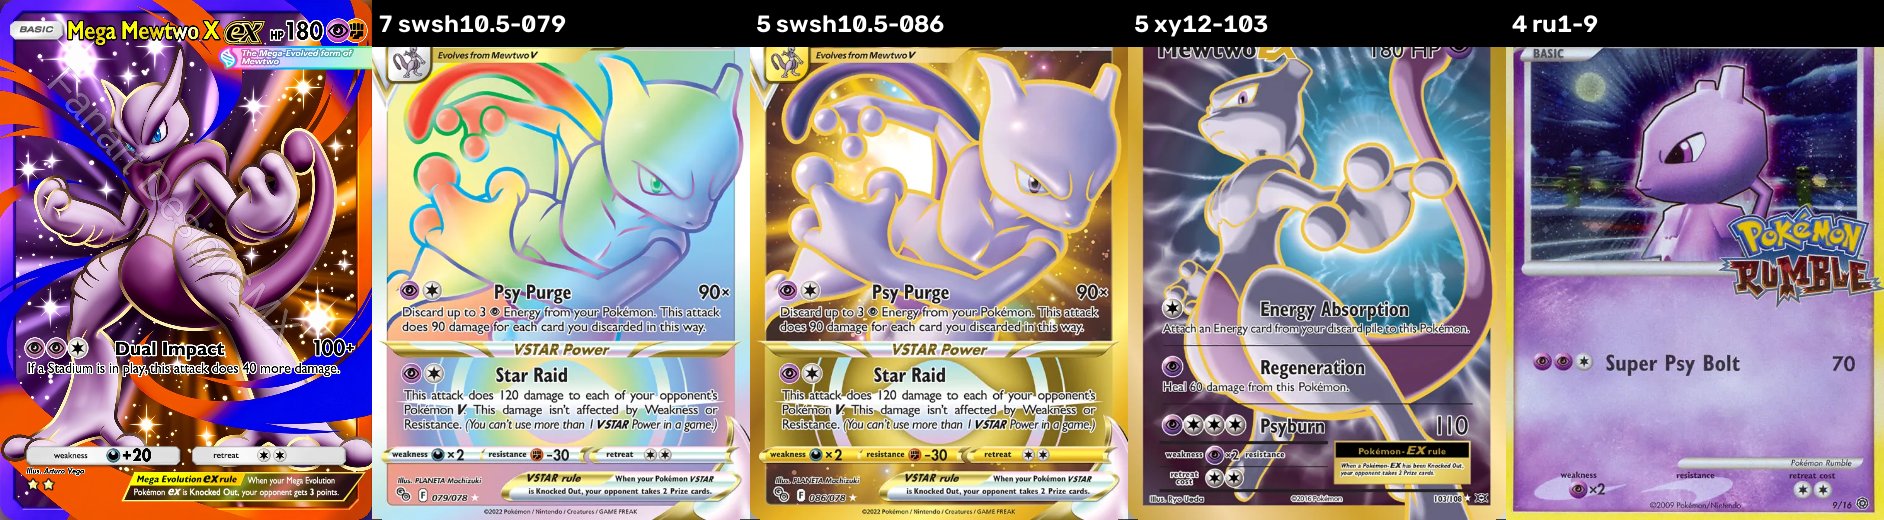 7 swsh10.5-079
5 swsh10.5-086
5 xy12-103
4 ru1-9
BASIC
Mega Mewtwo X ex HP 180
The Mega-Evolved form of
Mewtwo
Dual Impact 100+
If a Stadium is in play, this attack does 40 more damage.
weakness +20 retreat
Illus. Arturo Vega
Mega Evolution ex rule When your Mega Evolution
Pokémon ex is Knocked Out, your opponent gets 3 points.
Evolves from Mewtwo V
Psy Purge 90×
Discard up to 3 Energy from your Pokémon. This attack
does 90 damage for each card you discarded in this way.
VSTAR Power
Star Raid
This attack does 120 damage to each of your opponent's
Pokémon V. This damage isn't affected by Weakness or
Resistance. (You can't use more than 1 VSTAR Power in a game.)
weakness ×2 resistance -30 retreat
Illus. PLANETA Mochizuki
VSTAR rule When your Pokémon VSTAR
is Knocked Out, your opponent takes 2 Prize cards.
F 079/078
©2022 Pokémon / Nintendo / Creatures / GAME FREAK
Evolves from Mewtwo V
Psy Purge 90×
Discard up to 3 Energy from your Pokémon. This attack
does 90 damage for each card you discarded in this way.
VSTAR Power
Star Raid
This attack does 120 damage to each of your opponent's
Pokémon V. This damage isn't affected by Weakness or
Resistance. (You can't use more than 1 VSTAR Power in a game.)
weakness ×2 resistance -30 retreat
Illus. PLANETA Mochizuki
VSTAR rule When your Pokémon VSTAR
is Knocked Out, your opponent takes 2 Prize cards.
F 086/078
©2022 Pokémon / Nintendo / Creatures / GAME FREAK
Mewtwo EX 180 HP
Energy Absorption
Attach an Energy card from your discard pile to this Pokémon.
Regeneration
Heal 60 damage from this Pokémon.
Psyburn 110
weakness ×2 resistance
retreat
cost
Pokémon-EX rule
When a Pokémon-EX has been Knocked Out,
your opponent takes 2 Prize cards.
Illus. Ryo Ueda ©2016 Pokémon 103/108
BASIC
POKÉMON
RUMBLE
Super Psy Bolt 70
Pokémon Rumble
weakness resistance retreat cost
×2
©2009 Pokémon/Nintendo 9/16